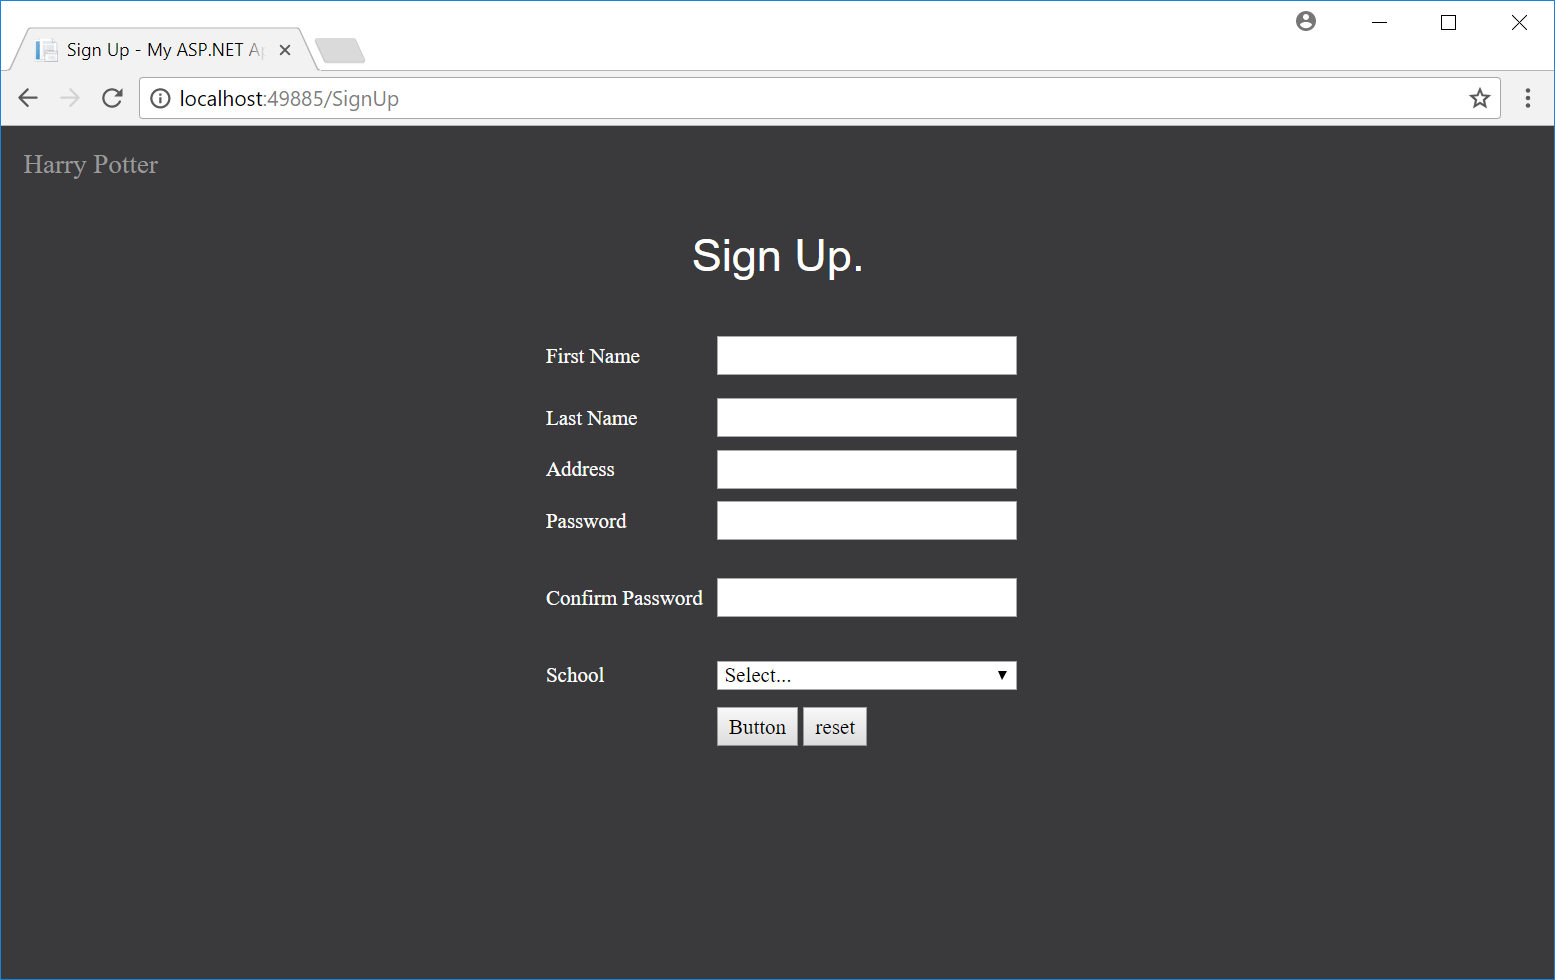 Sign Up - My ASP.NET Ap
localhost:49885/SignUp
Harry Potter
Sign Up.
First Name
Last Name
Address
Password
Confirm Password
School Select...
Button reset